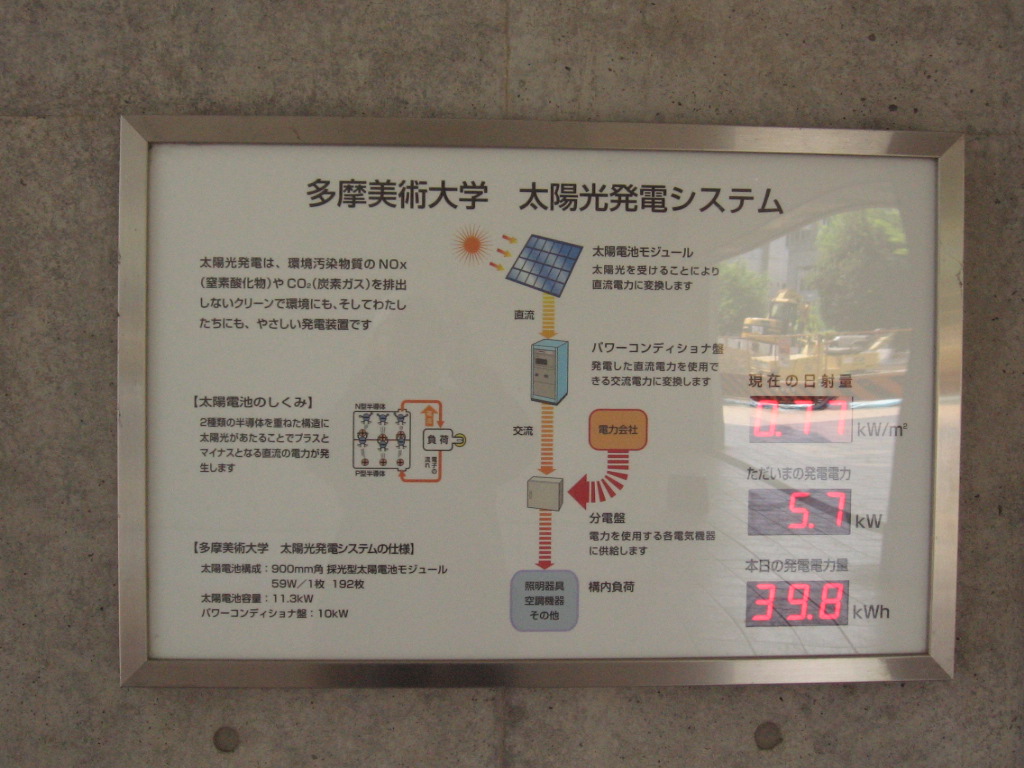 多摩美術大学　太陽光発電システム
太陽光発電は、環境汚染物質のNOx
(窒素酸化物)やCO₂(炭素ガス)を排出
しないクリーンで環境にも、そしてわたし
たちにも、やさしい発電装置です
【太陽電池のしくみ】
2種類の半導体を重ねた構造に
太陽光があたることでプラスと
マイナスとなる直流の電力が発
生します
N型半導体
P型半導体
負荷
電子の
流れ
【多摩美術大学　太陽光発電システムの仕様】
太陽電池構成：900mm角 採光型太陽電池モジュール
59W／1枚 192枚
太陽電池容量：11.3kW
パワーコンディショナ盤：10kW
太陽電池モジュール
太陽光を受けることにより
直流電力に変換します
直流
パワーコンディショナ盤
発電した直流電力を使用で
きる交流電力に変換します
交流
電力会社
分電盤
電力を使用する各電気機器
に供給します
照明器具
空調機器
その他
構内負荷
現在の日射量
0.77 kW/m²
ただいまの発電電力
5.7 kW
本日の発電電力量
39.8 kWh